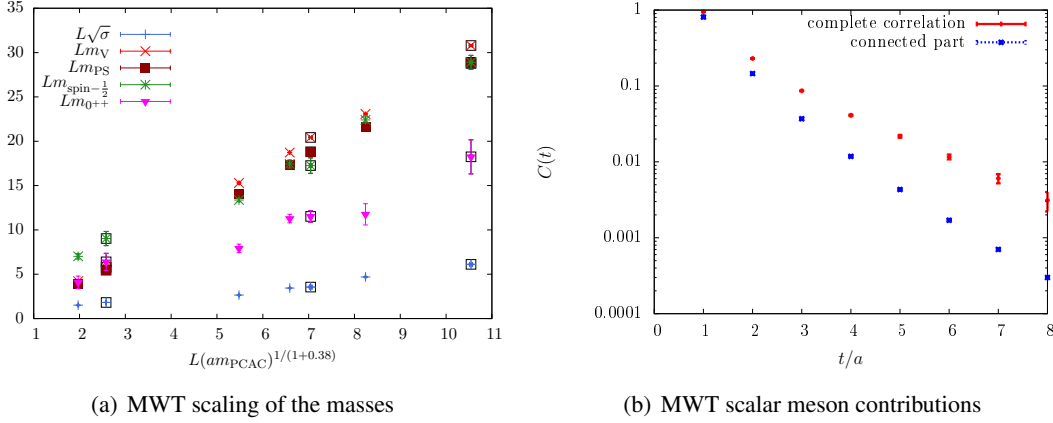 L√σ
Lm_V
Lm_PS
Lm_spin−1/2
Lm_0++
35
30
25
20
15
10
5
0
1 2 3 4 5 6 7 8 9 10 11
L(am_PCAC)^1/(1+0.38)
(a) MWT scaling of the masses
complete correlation
connected part
C(t)
1
0.1
0.01
0.001
0.0001
0 1 2 3 4 5 6 7 8
t/a
(b) MWT scalar meson contributions